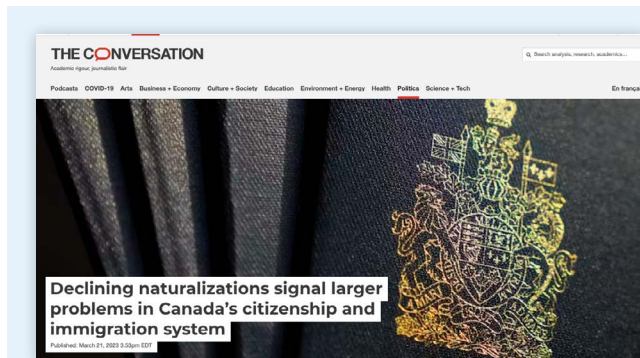 THE CONVERSATION
Academic rigour, journalistic flair
Search analysis, research, academics...
Podcasts COVID-19 Arts Business + Economy Culture + Society Education Environment + Energy Health Politics Science + Tech
En frança
Declining naturalizations signal larger
problems in Canada's citizenship and
immigration system
Published: March 21, 2023 3.53pm EDT